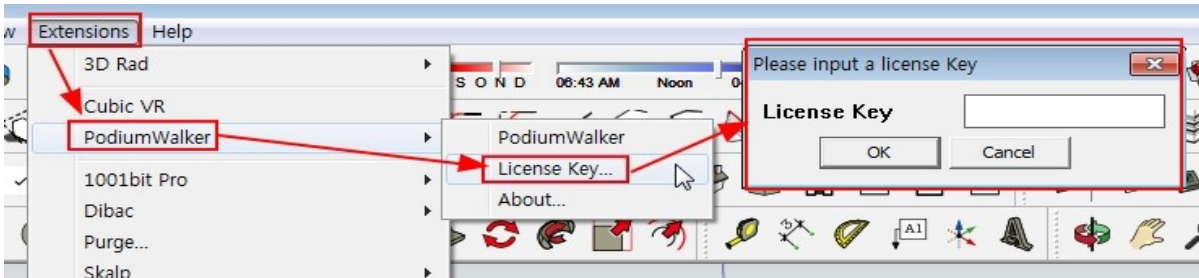 Extensions Help
3D Rad
Cubic VR
PodiumWalker
1001bit Pro
Dibac
Purge...
Skalp
S O N D 06:43 AM Noon
PodiumWalker
License Key...
About...
A1
Please input a license Key
License Key
OK Cancel